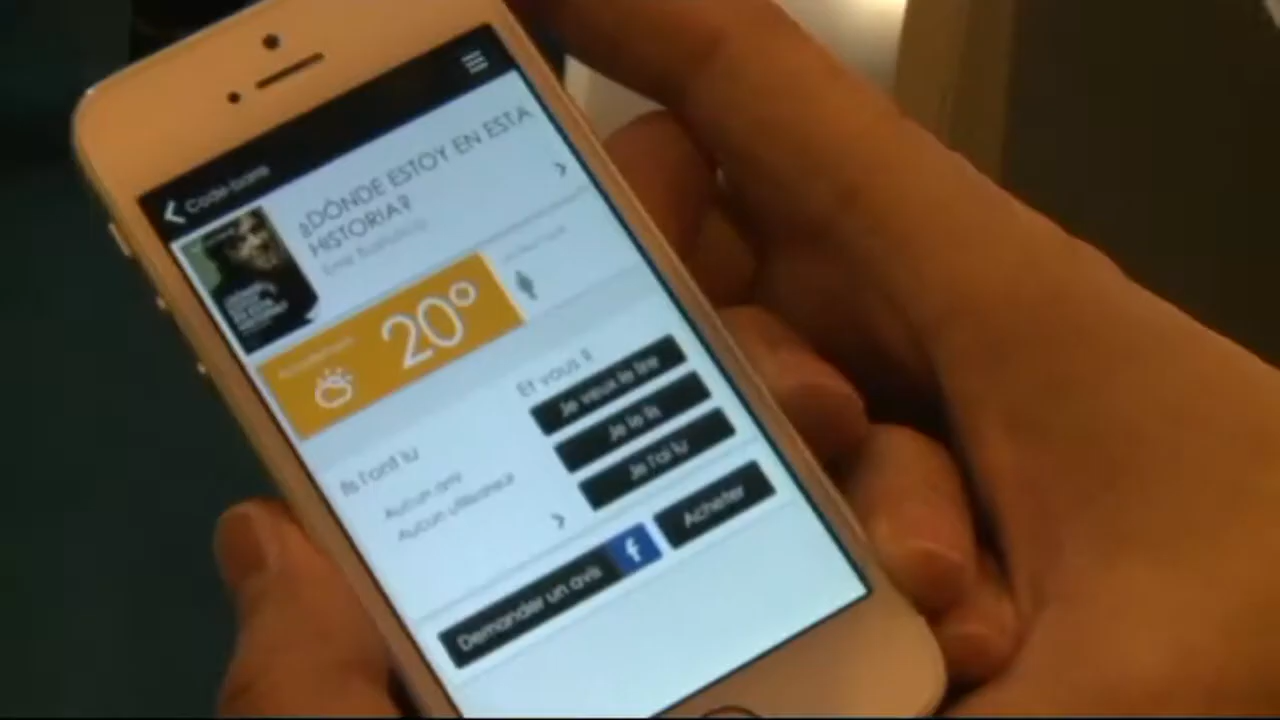 Code-barre
¿DÓNDE ESTOY EN ESTA
HISTORIA?
20°
Et vous ?
Je veux le lire
Je le lis
Je l'ai lu
Ils l'ont lu
Aucun ami
Aucun utilisateur
Demander un avis f
Acheter